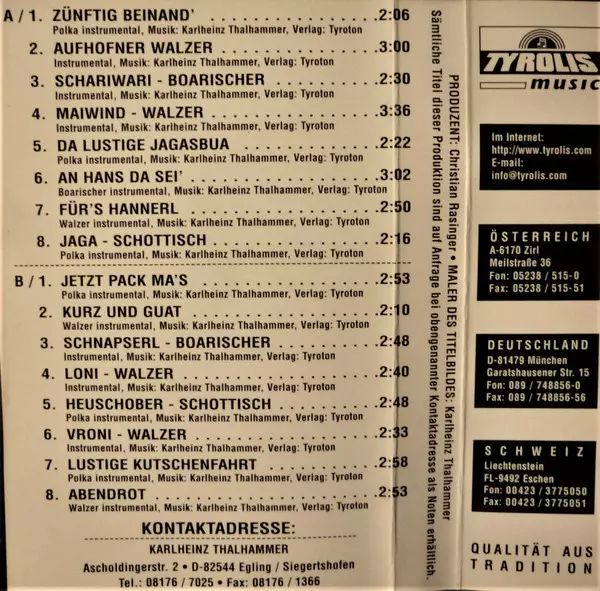 A / 1. ZÜNFTIG BEINAND' . . . . . . . . . . . . . . . . .2:06
Polka instrumental, Musik: Karlheinz Thalhammer, Verlag: Tyroton
2. AUFHOFNER WALZER . . . . . . . . . . . . . . .3:00
Instrumental, Musik: Karlheinz Thalhammer, Verlag: Tyroton
3. SCHARIWARI - BOARISCHER . . . . . . . . . .2:30
Instrumental, Musik: Karlheinz Thalhammer, Verlag: Tyroton
4. MAIWIND - WALZER . . . . . . . . . . . . . . . .3:36
Instrumental, Musik: Karlheinz Thalhammer, Verlag: Tyroton
5. DA LUSTIGE JAGASBUA . . . . . . . . . . . . .2:22
Polka instrumental, Musik: Karlheinz Thalhammer, Verlag: Tyroton
6. AN HANS DA SEI' . . . . . . . . . . . . . . . . . .3:02
Boarischer instrumental, Musik: Karlheinz Thalhammer, Verlag: Tyroton
7. FÜR'S HANNERL . . . . . . . . . . . . . . . . . .2:50
Walzer instrumental, Musik: Karlheinz Thalhammer, Verlag: Tyroton
8. JAGA - SCHOTTISCH . . . . . . . . . . . . . . .2:16
Polka instrumental, Musik: Karlheinz Thalhammer, Verlag: Tyroton
B / 1. JETZT PACK MA'S . . . . . . . . . . . . . . . . .2:53
Polka instrumental, Musik: Karlheinz Thalhammer, Verlag: Tyroton
2. KURZ UND GUAT . . . . . . . . . . . . . . . . . .2:10
Walzer instrumental, Musik: Karlheinz Thalhammer, Verlag: Tyroton
3. SCHNAPSERL - BOARISCHER . . . . . . . . .2:48
Instrumental, Musik: Karlheinz Thalhammer, Verlag: Tyroton
4. LONI - WALZER . . . . . . . . . . . . . . . . . . .2:40
Instrumental, Musik: Karlheinz Thalhammer, Verlag: Tyroton
5. HEUSCHOBER - SCHOTTISCH . . . . . . . . .2:48
Polka instrumental, Musik: Karlheinz Thalhammer, Verlag: Tyroton
6. VRONI - WALZER . . . . . . . . . . . . . . . . .2:33
Instrumental, Musik: Karlheinz Thalhammer, Verlag: Tyroton
7. LUSTIGE KUTSCHENFAHRT . . . . . . . . . . .2:58
Polka instrumental, Musik: Karlheinz Thalhammer, Verlag: Tyroton
8. ABENDROT . . . . . . . . . . . . . . . . . . . . .2:53
Walzer instrumental, Musik: Karlheinz Thalhammer, Verlag: Tyroton
KONTAKTADRESSE:
KARLHEINZ THALHAMMER
Ascholdingerstr. 2 • D-82544 Egling / Siegertshofen
Tel.: 08176 / 7025 • Fax: 08176 / 1366
PRODUZENT: Christian Rasinger • MALER DES TITELBILDES: Karlheinz Thalhammer
Sämtliche Titel dieser Produktion sind auf Anfrage bei obengenannter Kontaktadresse als Noten erhältlich.
TYROLIS
music
Im Internet:
http://www.tyrolis.com
E-mail:
info@tyrolis.com
ÖSTERREICH
A-6170 Zirl
Meilstraße 36
Fon: 05238 / 515-0
Fax: 05238 / 515-51
DEUTSCHLAND
D-81479 München
Garatshausener Str. 15
Fon: 089 / 748856-0
Fax: 089 / 748856-56
SCHWEIZ
Liechtenstein
FL-9492 Eschen
Fon: 00423 / 3775050
Fax: 00423 / 3775051
QUALITÄT AUS
TRADITION